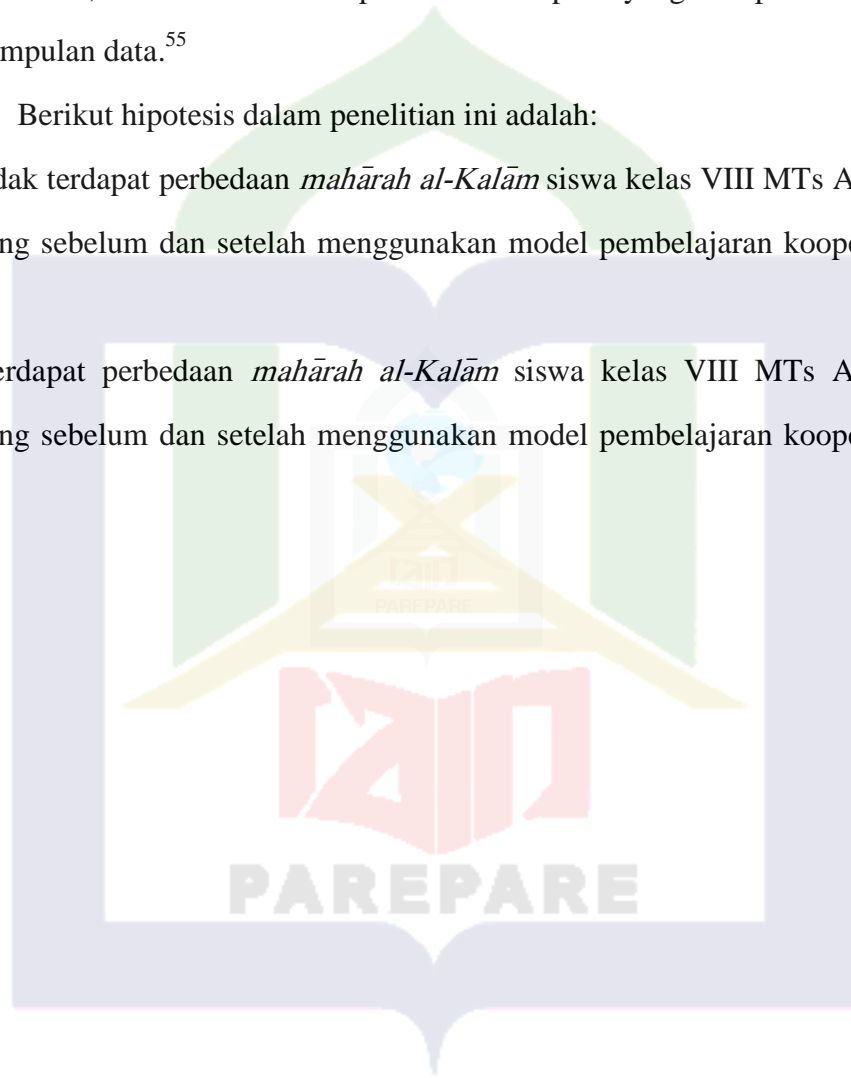 mpulan data.55
Berikut hipotesis dalam penelitian ini adalah:
dak terdapat perbedaan mahārah al-Kalām siswa kelas VIII MTs A
ng sebelum dan setelah menggunakan model pembelajaran koope
erdapat perbedaan mahārah al-Kalām siswa kelas VIII MTs A
ng sebelum dan setelah menggunakan model pembelajaran koope
PAREPARE
PAREPARE